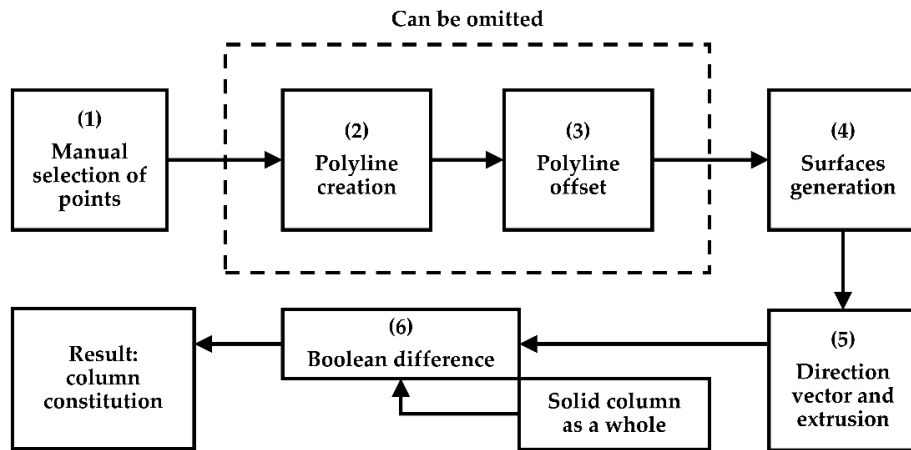 Can be omitted
(1)
Manual
selection of
points
(2)
Polyline
creation
(3)
Polyline
offset
(4)
Surfaces
generation
(5)
Direction
vector and
extrusion
(6)
Boolean difference
Solid column
as a whole
Result:
column
constitution